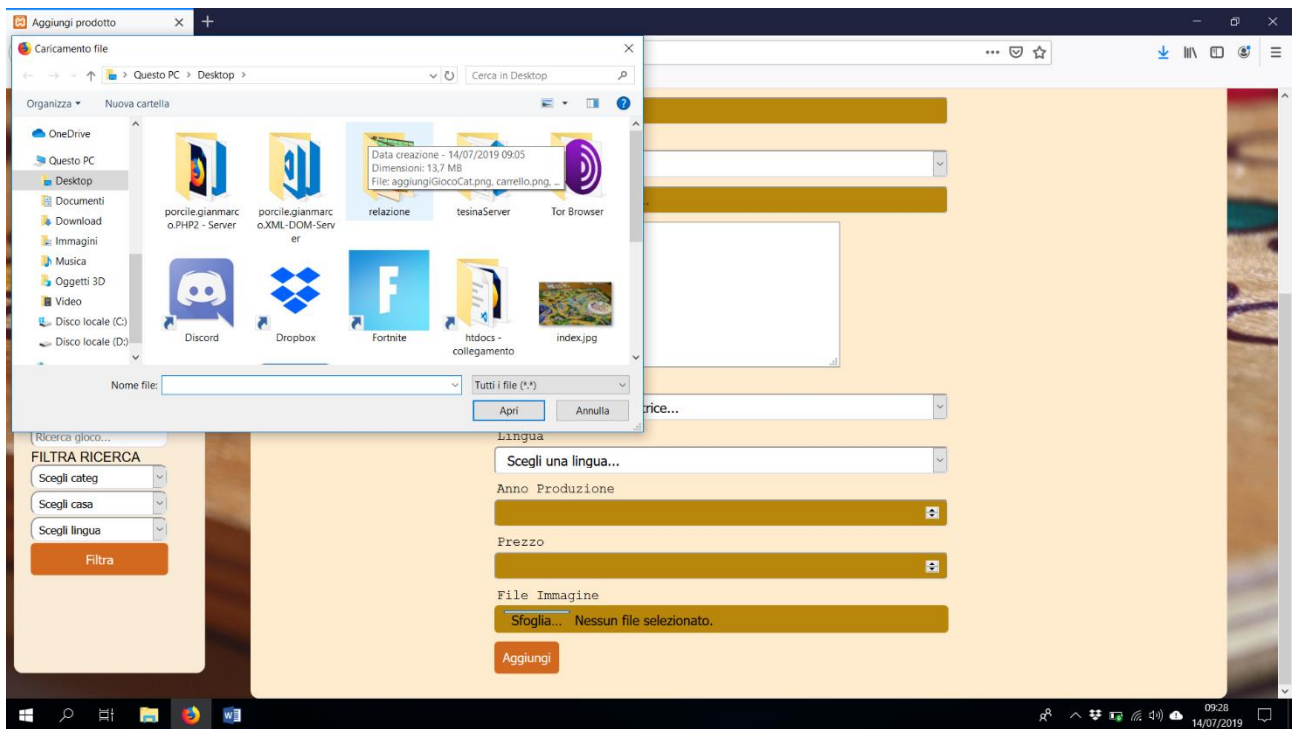 Aggiungi prodotto
Caricamento file
Questo PC > Desktop >
Cerca in Desktop
Organizza
Nuova cartella
OneDrive
Questo PC
Desktop
Documenti
Download
Immagini
Musica
Oggetti 3D
Video
Disco locale (C:)
Disco locale (D:)
Data creazione - 14/07/2019 09:05
Dimensioni: 13,7 MB
File: aggiungiGiocoCat.png, carrello.png, ...
porcile.gianmarc
o.PHP2 - Server
porcile.gianmarc
o.XML-DOM-Serv
er
relazione
tesinaServer
Tor Browser
Discord
Dropbox
Fortnite
htdocs -
collegamento
index.jpg
Nome file:
Tutti i file (*.*)
Apri
Annulla
Ricerca gioco...
FILTRA RICERCA
Scegli categ
Scegli casa
Scegli lingua
Filtra
trice...
Lingua
Scegli una lingua...
Anno Produzione
Prezzo
File Immagine
Sfoglia... Nessun file selezionato.
Aggiungi
09:28
14/07/2019